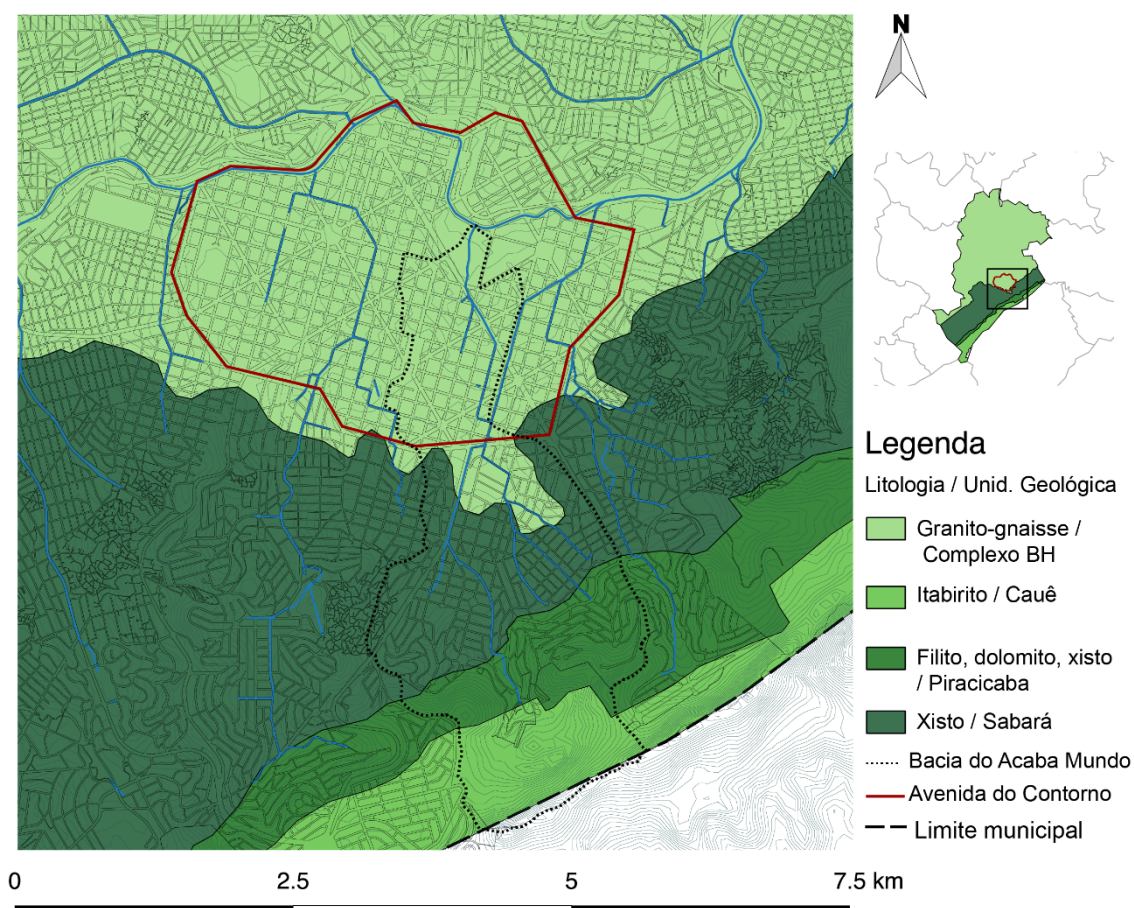 N
Legenda
Litologia / Unid. Geológica
Granito-gnaisse /
Complexo BH
Itabirito / Cauê
Filito, dolomito, xisto
/ Piracicaba
Xisto / Sabará
Bacia do Acaba Mundo
Avenida do Contorno
Limite municipal
0 2.5 5 7.5 km